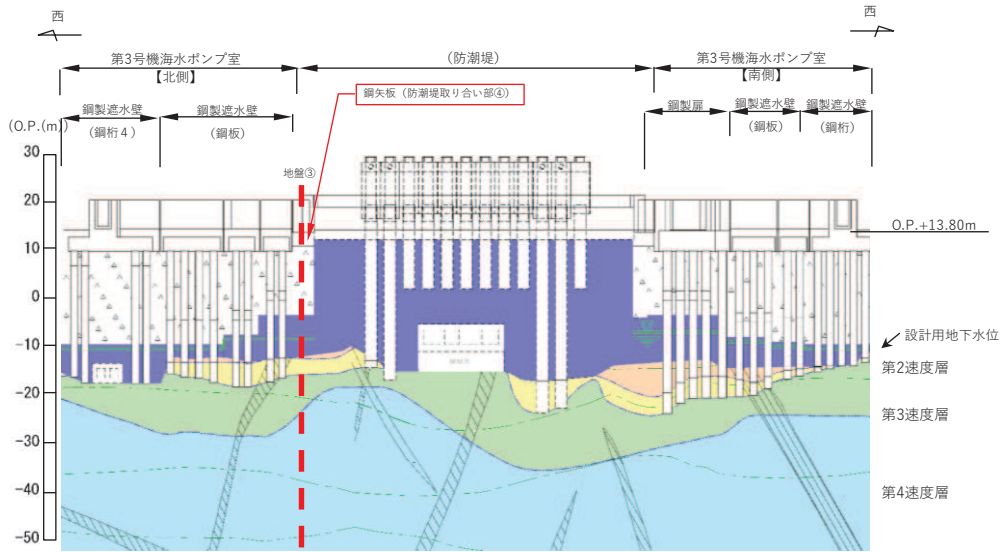 西
西
第3号機海水ポンプ室
【北側】
(防潮堤)
第3号機海水ポンプ室
【南側】
鋼矢板（防潮堤取り合い部④）
鋼製遮水壁
(鋼桁４)
鋼製遮水壁
(鋼板)
鋼製扉
鋼製遮水壁
(鋼板)
鋼製遮水壁
(鋼桁)
(O.P.(m))
30
20
10
0
-10
-20
-30
-40
-50
地盤③
O.P.+13.80m
設計用地下水位
第2速度層
第3速度層
第4速度層